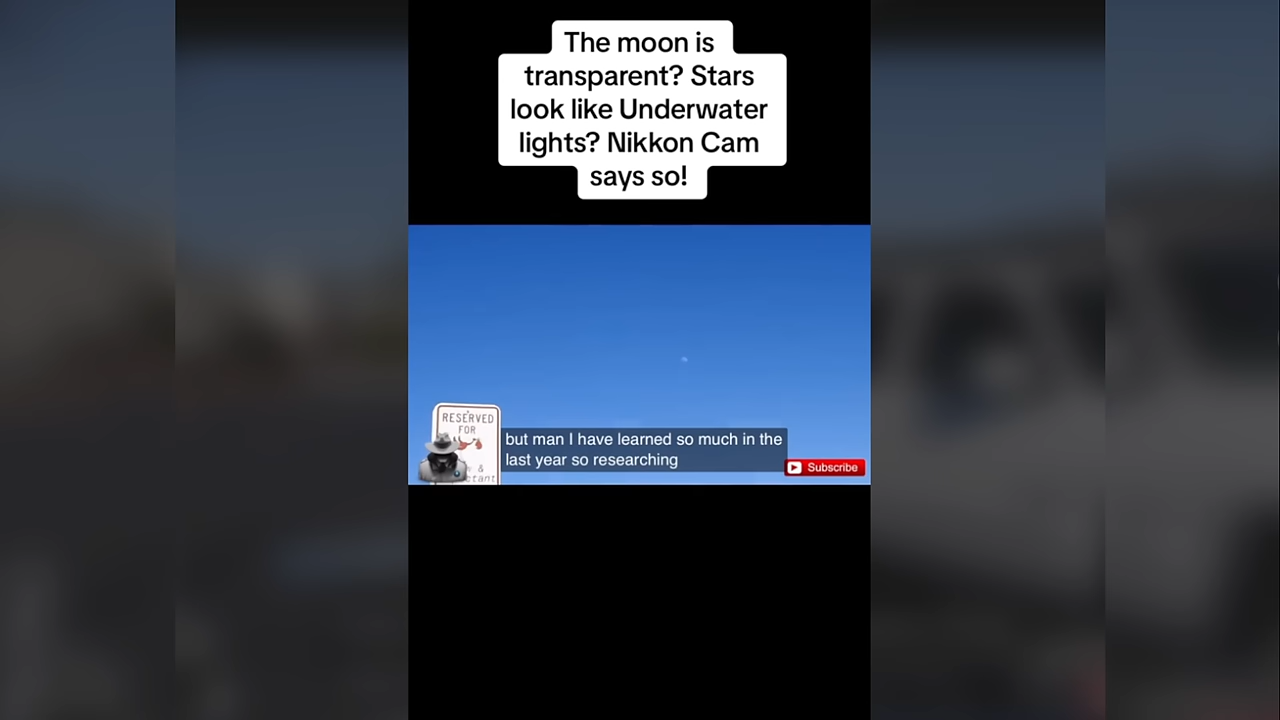 The moon is
transparent? Stars
look like Underwater
lights? Nikkon Cam
says so!
RESERVED
FOR
but man I have learned so much in the
last year so researching
Subscribe